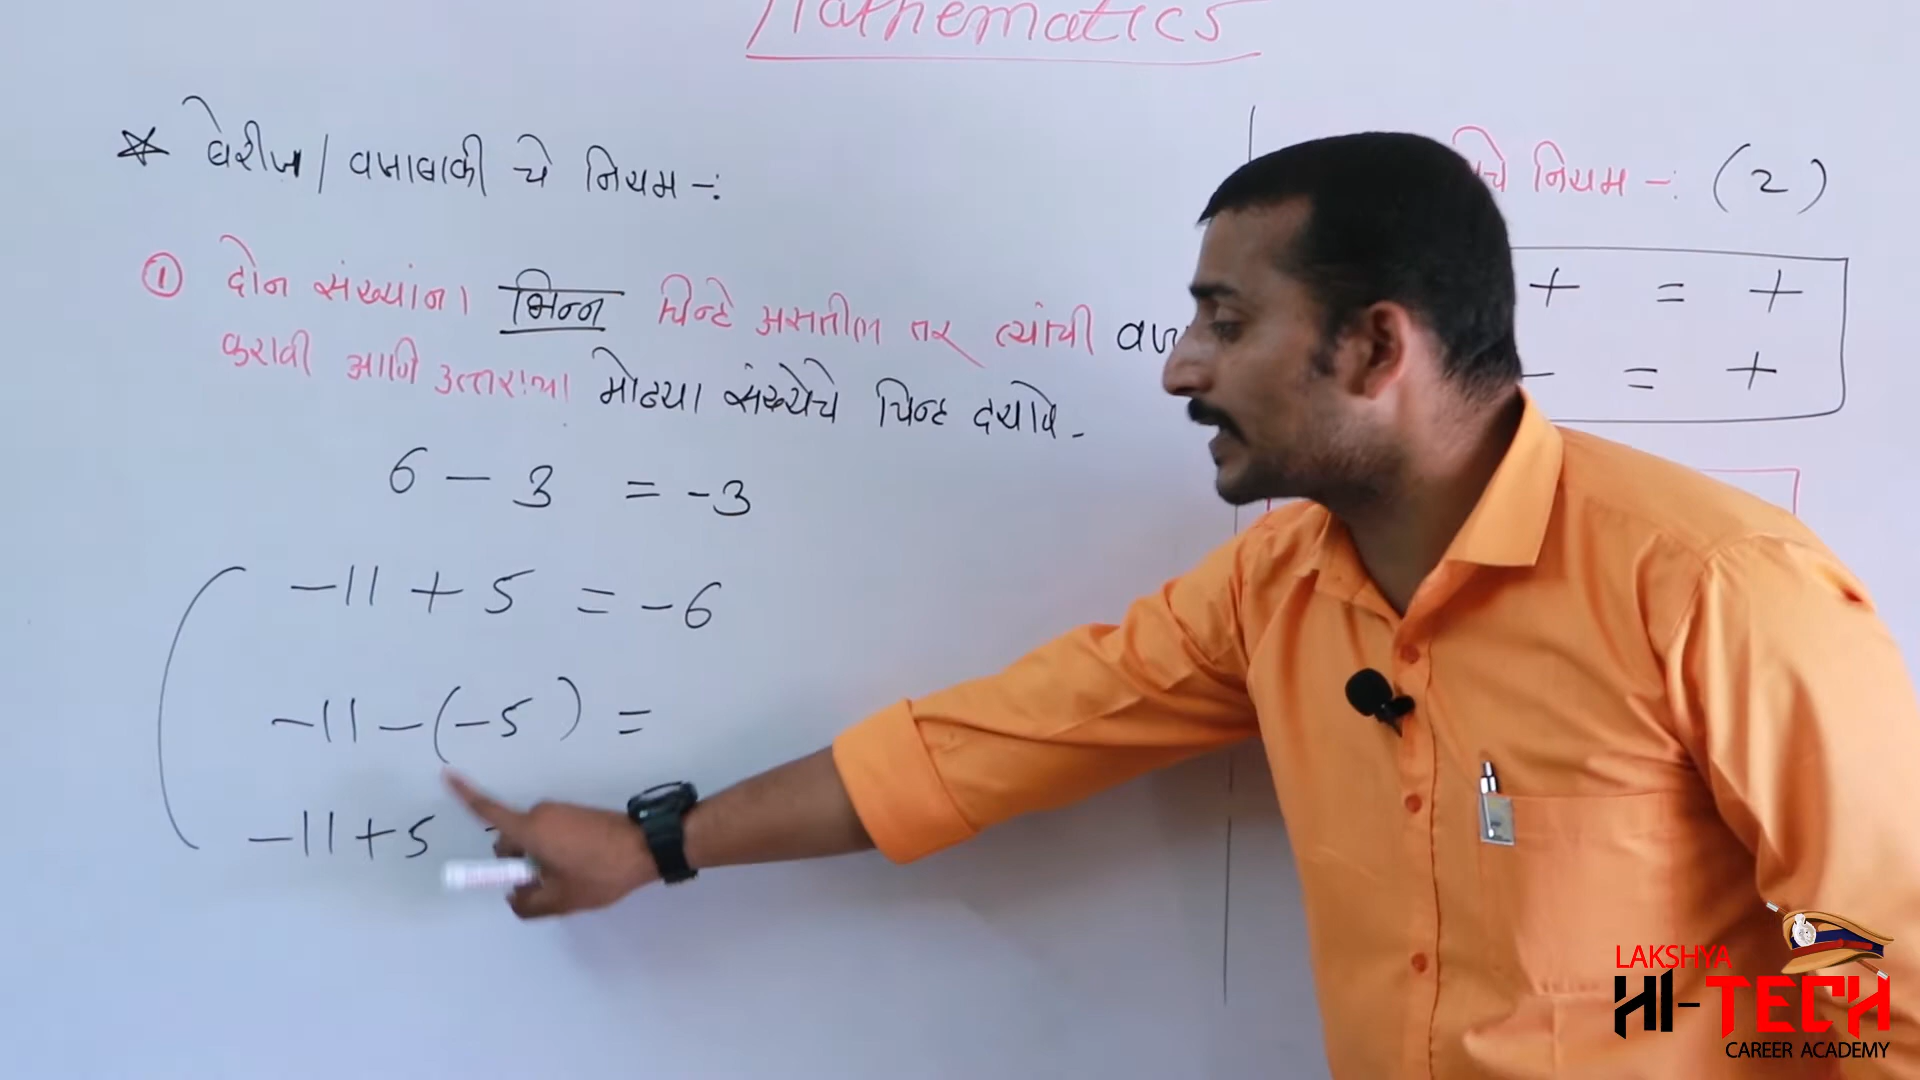 Mathematics
* बेरीज / वजाबाकी चे नियम -:
① दोन संख्यांना भिन्न चिन्हे असतील तर त्यांची
करावी आणि उत्तराला मोठ्या संख्येचे चिन्ह द्यावे -
6 - 3 = -3
-11 + 5 = -6
-11 - (-5) =
-11 + 5
चे नियम -: (2)
+ = +
- = +
LAKSHYA
HI-TECH
CAREER ACADEMY